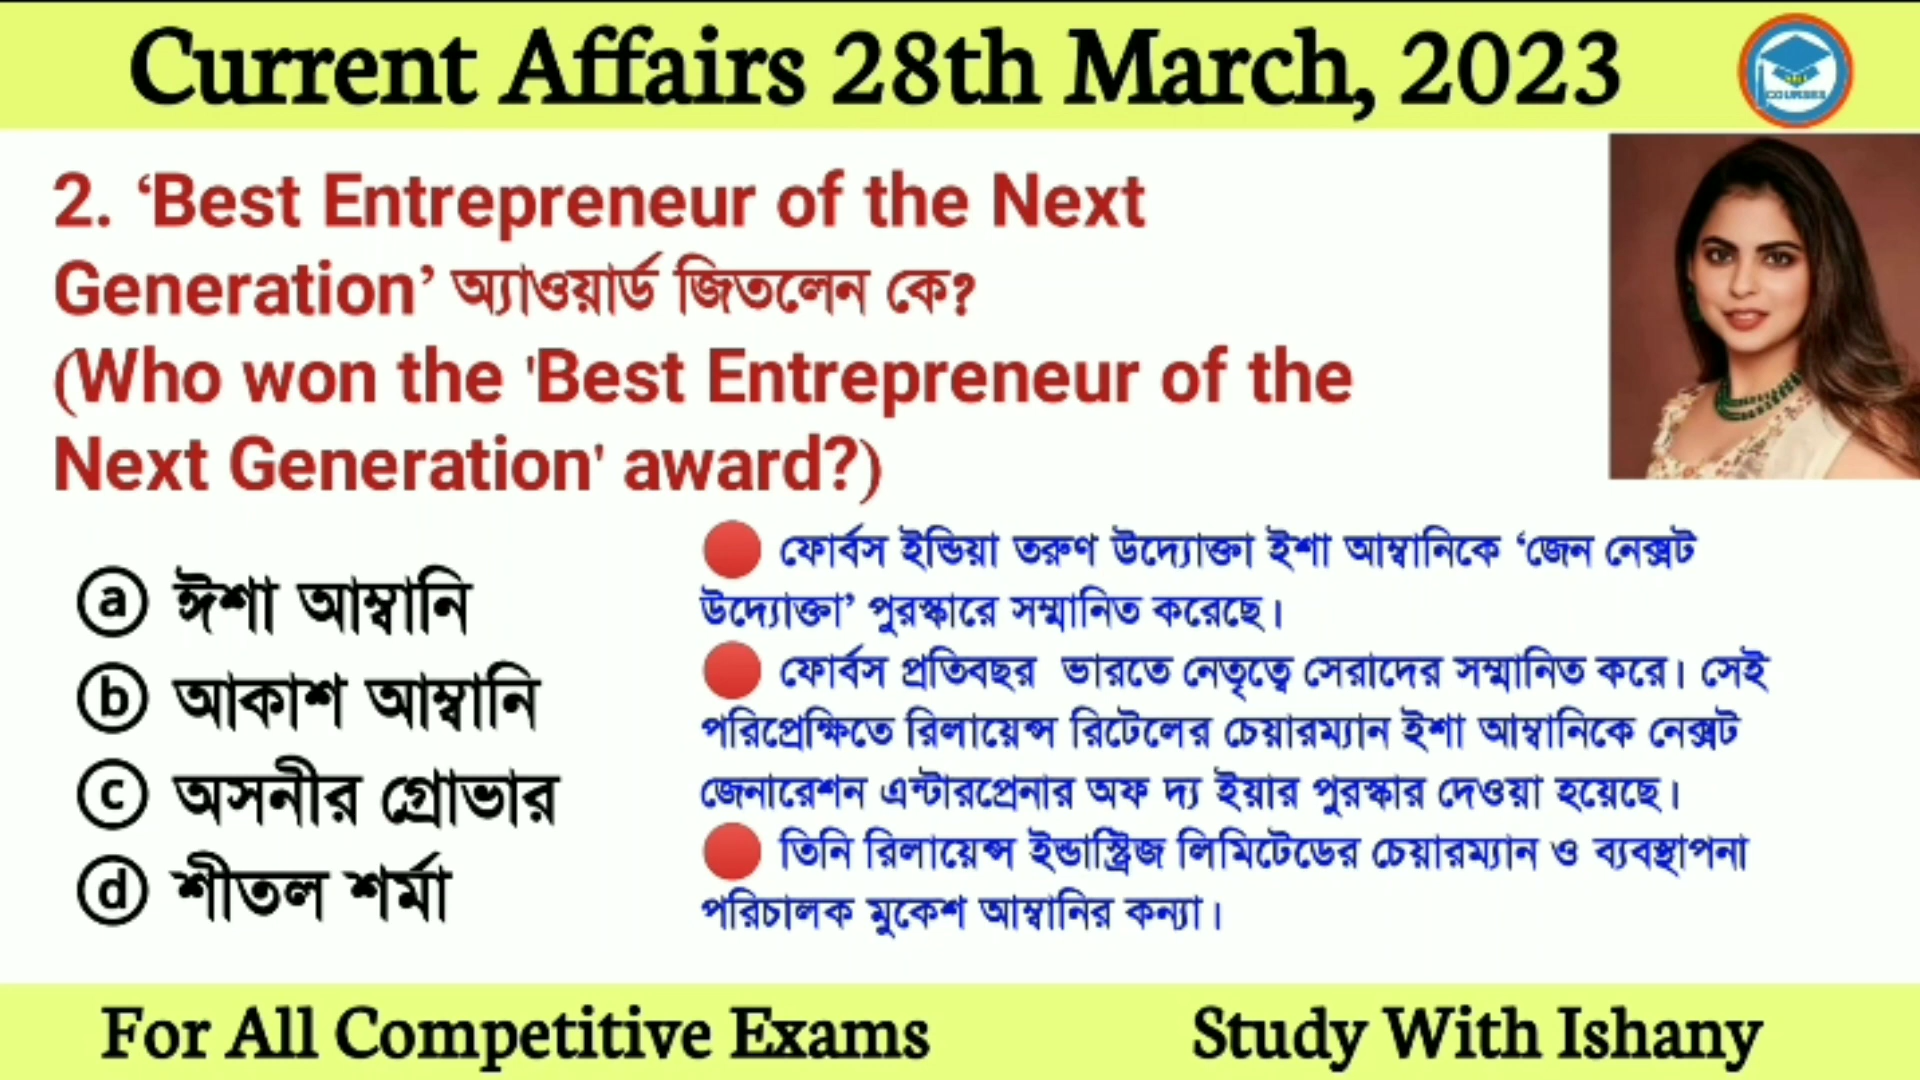 Current Affairs 28th March, 2023
COURSES
2. ‘Best Entrepreneur of the Next
Generation’ অ্যাওয়ার্ড জিতলেন কে?
(Who won the 'Best Entrepreneur of the
Next Generation' award?)
ⓐ ঈশা আম্বানি
ⓑ আকাশ আম্বানি
ⓒ অসনীর গ্রোভার
ⓓ শীতল শর্মা
ফোর্বস ইন্ডিয়া তরুণ উদ্যোক্তা ইশা আম্বানিকে ‘জেন নেক্সট
উদ্যোক্তা’ পুরস্কারে সম্মানিত করেছে।
ফোর্বস প্রতিবছর ভারতে নেতৃত্বে সেরাদের সম্মানিত করে। সেই
পরিপ্রেক্ষিতে রিলায়েন্স রিটেলের চেয়ারম্যান ইশা আম্বানিকে নেক্সট
জেনারেশন এন্টারপ্রেনার অফ দ্য ইয়ার পুরস্কার দেওয়া হয়েছে।
তিনি রিলায়েন্স ইন্ডাস্ট্রিজ লিমিটেডের চেয়ারম্যান ও ব্যবস্থাপনা
পরিচালক মুকেশ আম্বানির কন্যা।
For All Competitive Exams
Study With Ishany